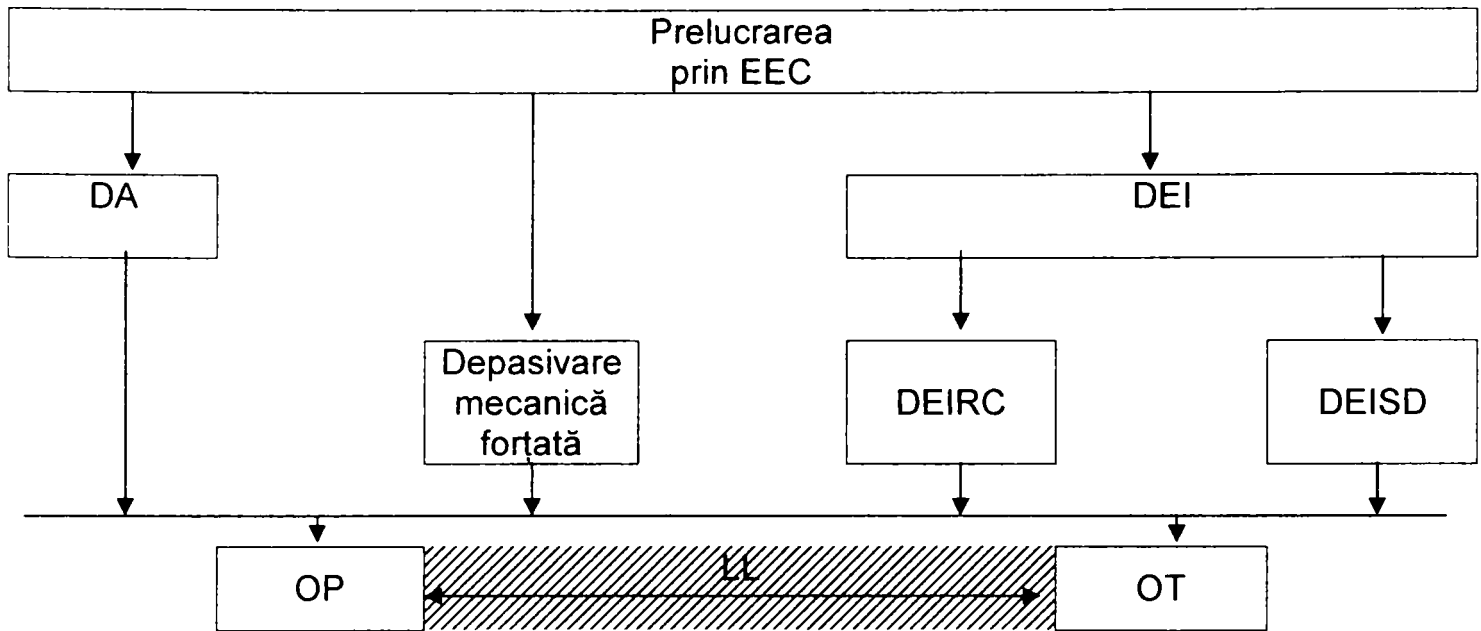 Prelucrarea
prin EEC
DA
DEI
Depasivare
mecanică
forțată
DEIRC
DEISD
OP
LL
OT